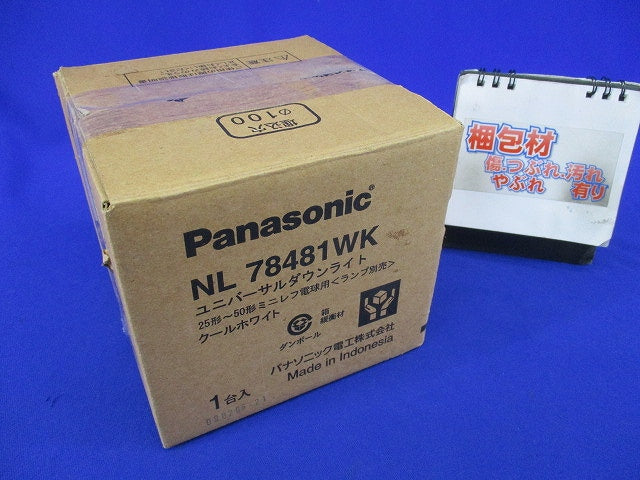 Panasonic
埋込穴
⌀100
Panasonic®
NL 78481WK
ユニバーサルダウンライト
25形～50形ミニレフ電球用<ランプ別売>
クールホワイト
ダンボール
箱
緩衝材
パナソニック電工株式会社
Made in Indonesia
1台入
梱包材
傷、つぶれ、汚れ、
やぶれ 有り